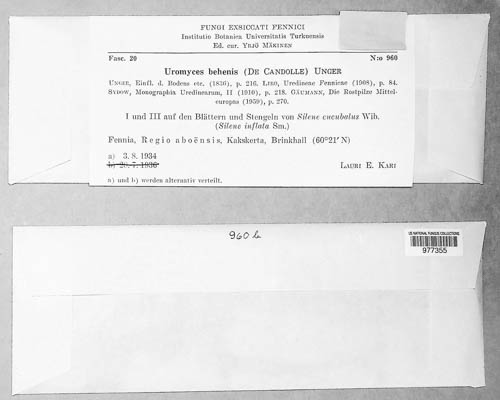 FUNGI EXSICCATI FENNICI
Instituto Botanica Universitatis Turkuensis
Ed. cur. YRJÖ MÄKINEN
Fasc. 20 N:o 960
Uromyces behenis (DE CANDOLLE) UNGER
UNGER, Einfl. d. Bodens etc. (1836), p. 216. LIRO, Uredineae Fennicae (1908), p. 84.
SYDOW, Monographia Uredinearum, II (1910), p. 218. GÄUMANN, Die Rostpilze Mittel-
europas (1959), p. 270.
I und III auf den Blättern und Stengeln von Silene cucubalus Wib.
(Silene inflata Sm.)
Fennia, Regio aboënsis, Kakskerta, Brinkhall (60°21′ N)
a) 3. 8. 1934
b) 26. 7. 1936 LAURI E. KARI
a) und b) werden alternativ verteilt.
960 b
US NATIONAL FUNGUS COLLECTIONS
977355